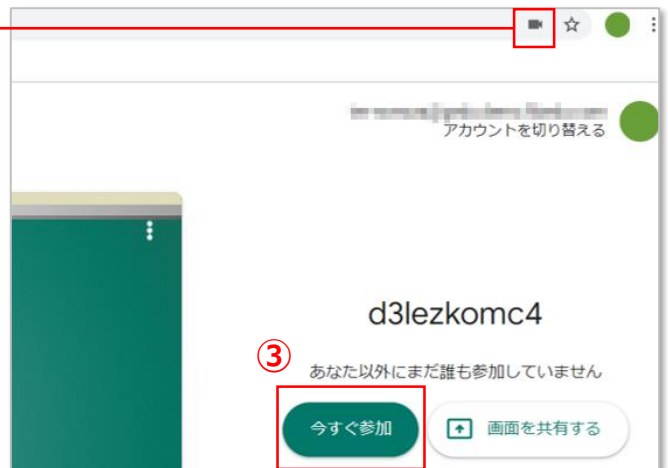 アカウントを切り替える
d3lezkomc4
③
あなた以外にまだ誰も参加していません
今すぐ参加
画面を共有する